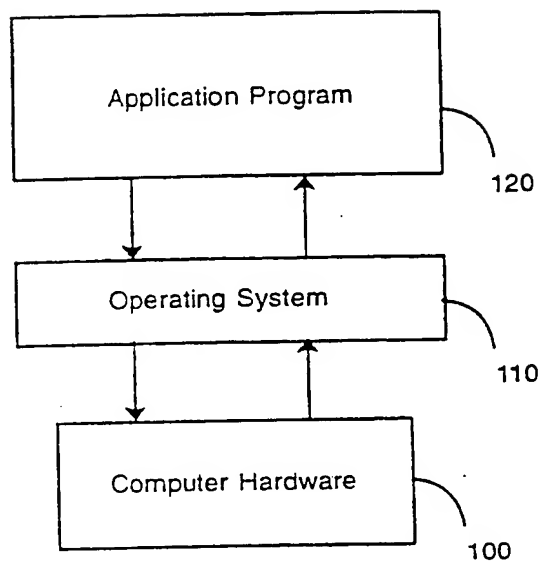 Application Program
120
Operating System
110
Computer Hardware
100